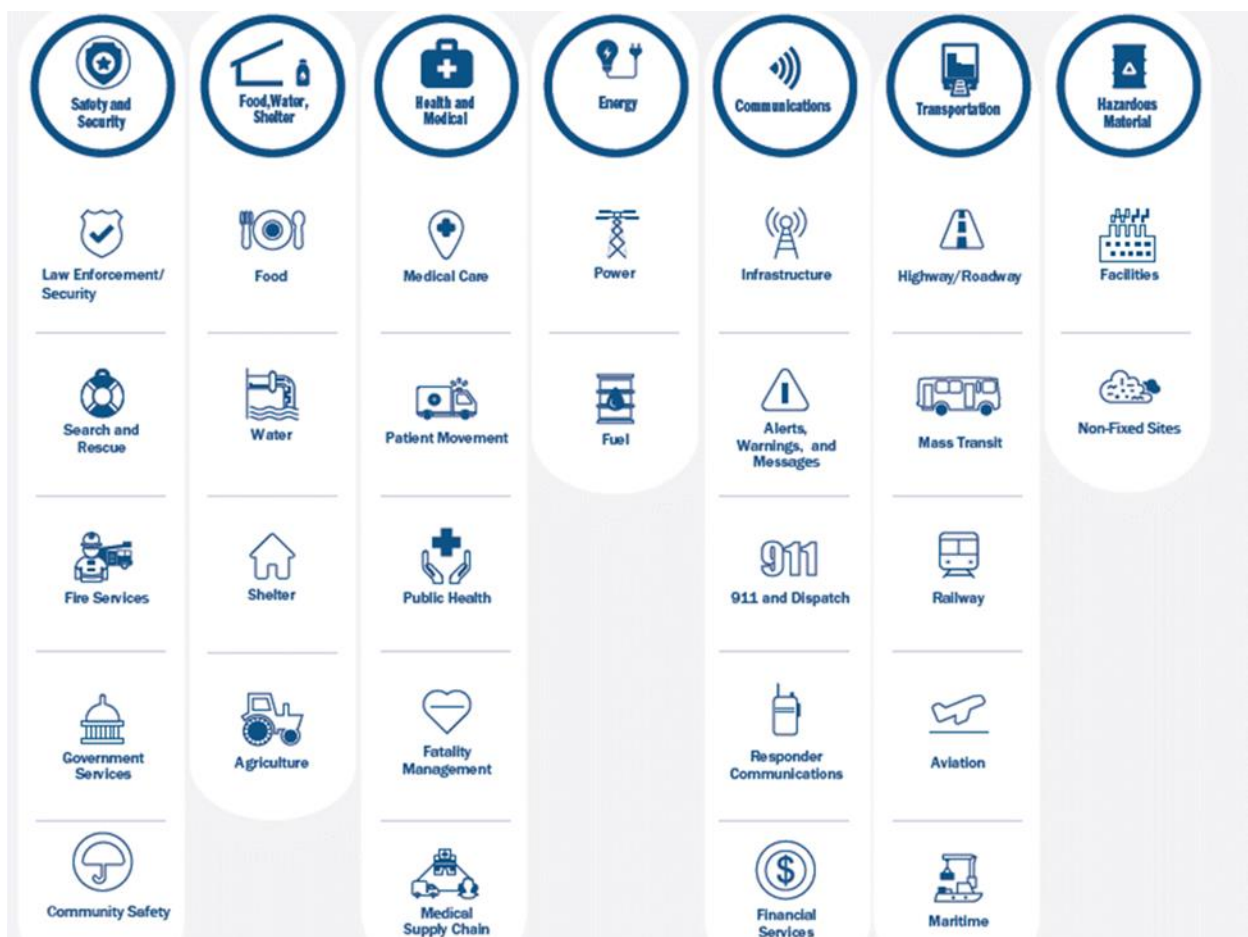 Safety and
Security
Food,Water,
Shelter
Health and
Medical
Energy
Communications
Transportation
Hazardous
Material
Law Enforcement/
Security
Food
Medical Care
Power
Infrastructure
Highway/Roadway
Facilities
Search and
Rescue
Water
Patient Movement
Fuel
Alerts,
Warnings, and
Messages
Mass Transit
Non-Fixed Sites
Fire Services
Shelter
Public Health
911
911 and Dispatch
Railway
Government
Services
Agriculture
Fatality
Management
Responder
Communications
Aviation
Community Safety
Medical
Supply Chain
$
Financial
Services
Maritime